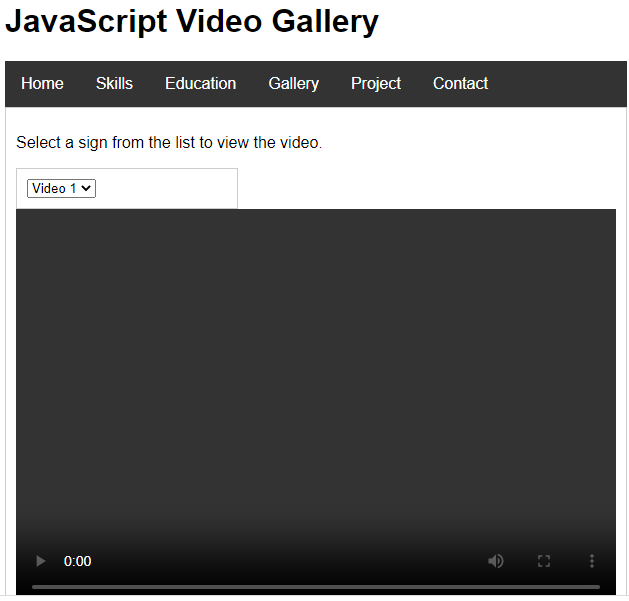 JavaScript Video Gallery
Home Skills Education Gallery Project Contact
Select a sign from the list to view the video.
Video 1
0:00